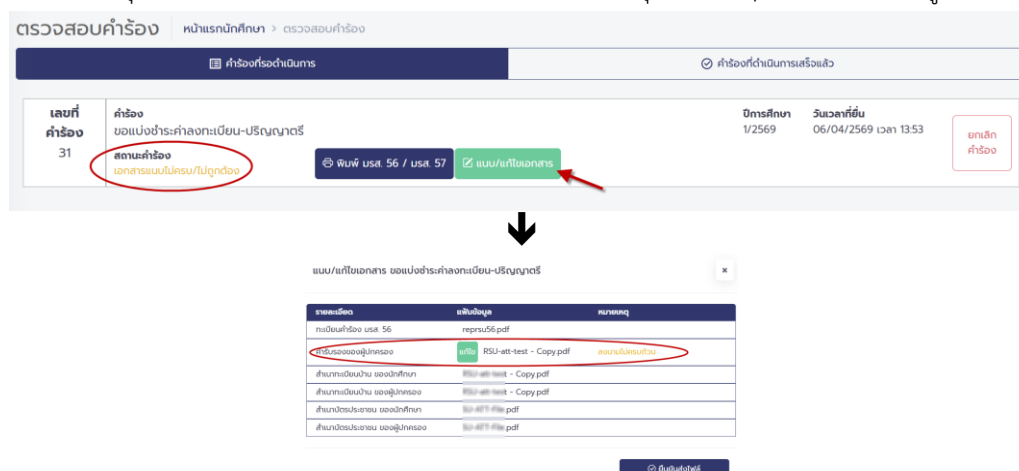 ตรวจสอบคำร้อง หน้าแรกนักศึกษา > ตรวจสอบคำร้อง
คำร้องที่รอดำเนินการ คำร้องที่ดำเนินการเสร็จแล้ว
เลขที่คำร้อง คำร้อง ปีการศึกษา วันเวลาที่ยื่น
31 ขอแบ่งชำระค่าลงทะเบียน-ปริญญาตรี 1/2569 06/04/2569 เวลา 13:53
ยกเลิกคำร้อง
สถานะคำร้อง
เอกสารแนบไม่ครบ/ไม่ถูกต้อง
พิมพ์ มรส. 56 / มรส. 57 แนบ/แก้ไขเอกสาร
แนบ/แก้ไขเอกสาร ขอแบ่งชำระค่าลงทะเบียน-ปริญญาตรี ×
รายละเอียด แฟ้มข้อมูล หมายเหตุ
ทะเบียนคำร้อง มรส. 56 reprsu56.pdf
คำรับรองของผู้ปกครอง แก้ไข RSU-att-test - Copy.pdf ลงนามไม่ครบถ้วน
สำเนาทะเบียนบ้าน ของนักศึกษา - Copy.pdf
สำเนาทะเบียนบ้าน ของผู้ปกครอง - Copy.pdf
สำเนาบัตรประชาชน ของนักศึกษา .pdf
สำเนาบัตรประชาชน ของผู้ปกครอง .pdf
ยืนยันส่งไฟล์